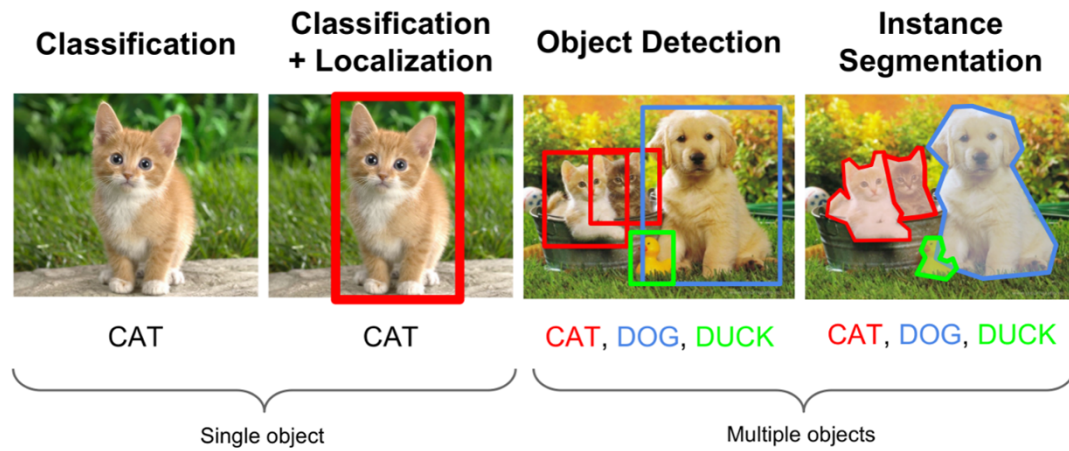 Classification
Classification
+ Localization
Object Detection
Instance
Segmentation
CAT
CAT
CAT, DOG, DUCK
CAT, DOG, DUCK
Single object
Multiple objects